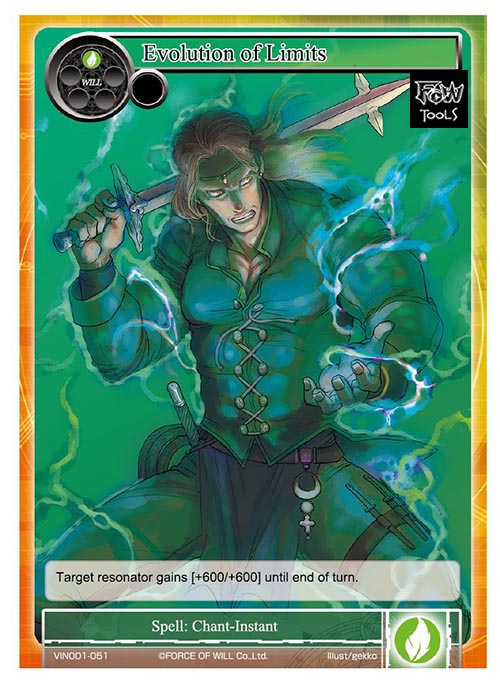 Evolution of Limits
WILL
FOW
TOOLS
Target resonator gains [+600/+600] until end of turn.
Spell: Chant-Instant
VIN001-051 ©FORCE OF WILL Co.,Ltd. Illust/gekko